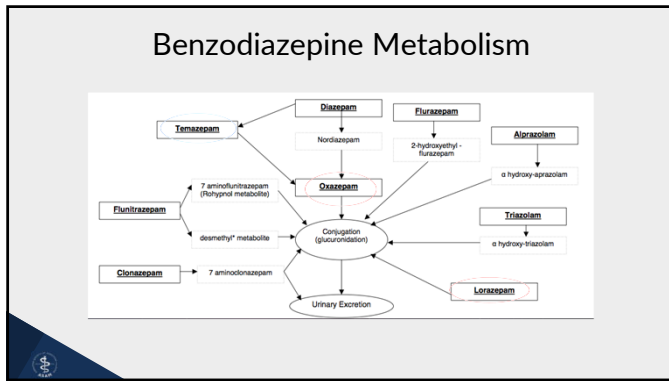 Benzodiazepine Metabolism
Diazepam
Flurazepam
Temazepam
Alprazolam
Nordiazepam
2-hydroxyethyl -
flurazepam
α hydroxy-aprazolam
7 aminoflunitrazepam
(Rohypnol metabolite)
Oxazepam
Flunitrazepam
Triazolam
desmethyl* metabolite
Conjugation
(glucuronidation)
α hydroxy-triazolam
Clonazepam
7 aminoclonazepam
Lorazepam
Urinary Excretion
ASAM